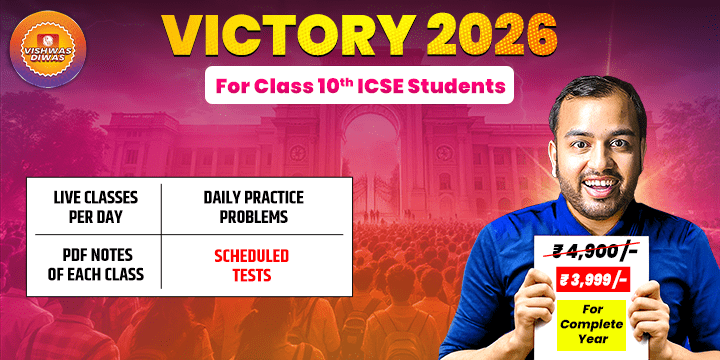 VISHWAS
DIWAS
VICTORY 2026
For Class 10th ICSE Students
LIVE CLASSES
PER DAY
DAILY PRACTICE
PROBLEMS
PDF NOTES
OF EACH CLASS
SCHEDULED
TESTS
₹ 4,900/-
₹ 3,999/-
For
Complete
Year